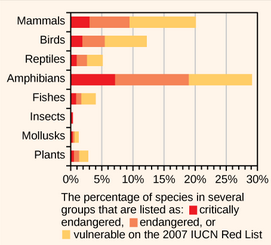 Mammals
Birds
Reptiles
Amphibians
Fishes
Insects
Mollusks
Plants
0% 5% 10% 15% 20% 25% 30%
The percentage of species in several
groups that are listed as: critically
endangered, endangered, or
vulnerable on the 2007 IUCN Red List